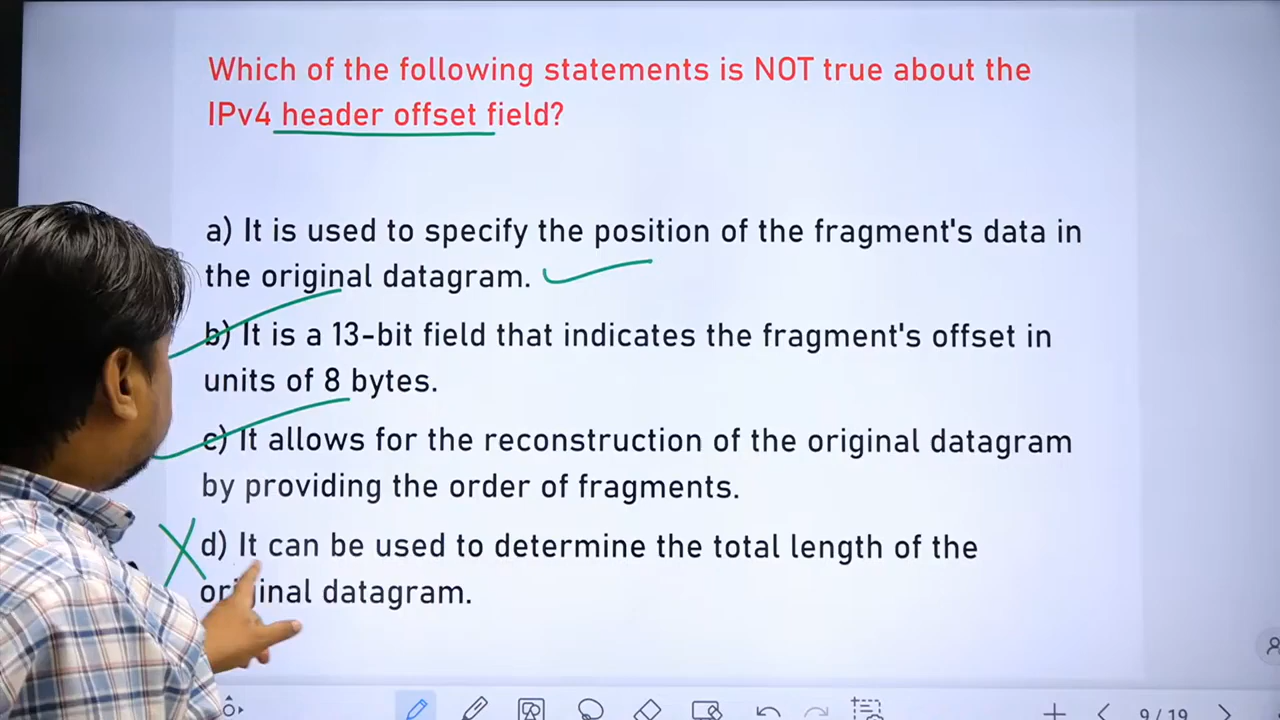 Which of the following statements is NOT true about the
IPv4 header offset field?
a) It is used to specify the position of the fragment's data in
the original datagram.
b) It is a 13-bit field that indicates the fragment's offset in
units of 8 bytes.
c) It allows for the reconstruction of the original datagram
by providing the order of fragments.
d) It can be used to determine the total length of the
original datagram.
9/19